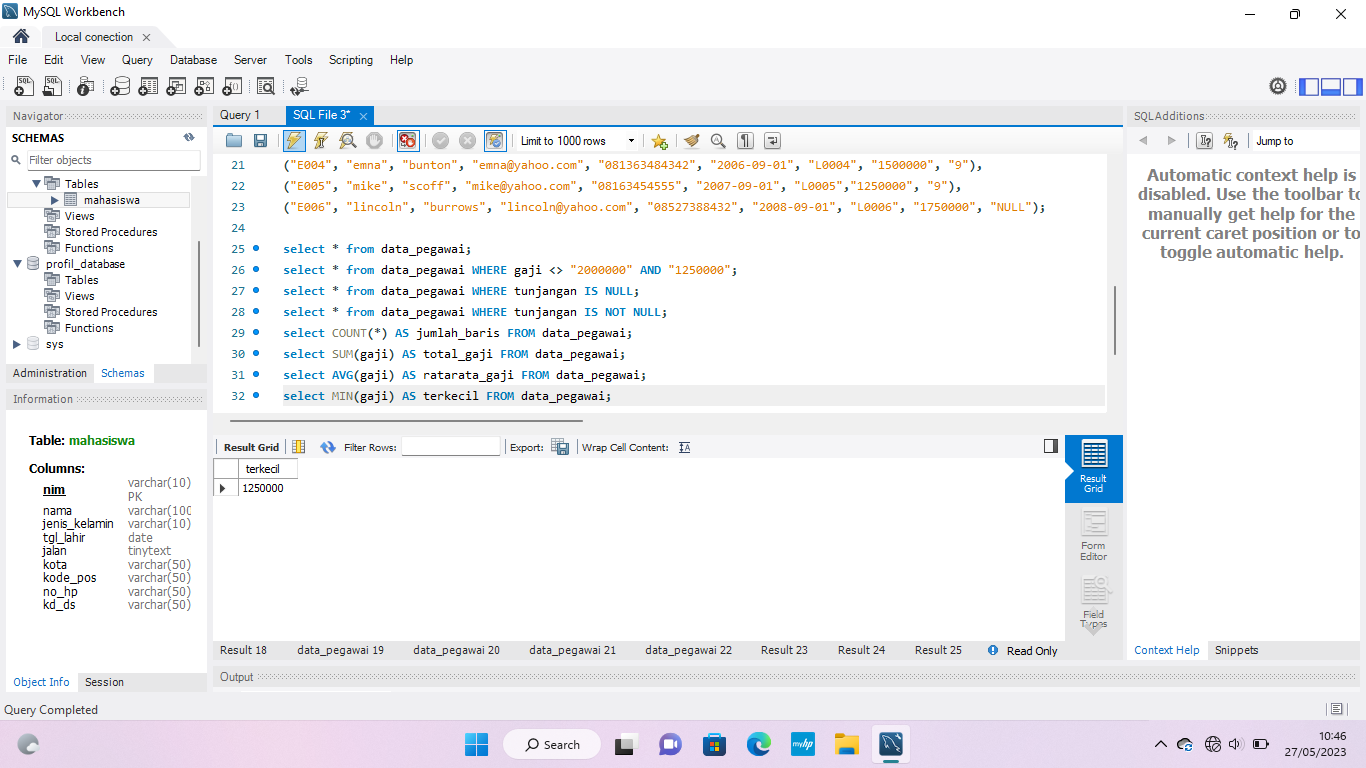 MySQL Workbench
Local conection
File Edit View Query Database Server Tools Scripting Help
Navigator
SCHEMAS
Filter objects
Tables
mahasiswa
Views
Stored Procedures
Functions
profil_database
Tables
Views
Stored Procedures
Functions
sys
Administration Schemas
Information
Table: mahasiswa
Columns:
nim varchar(10) PK
nama varchar(100
jenis_kelamin varchar(10)
tgl_lahir date
jalan tinytext
kota varchar(50)
kode_pos varchar(50)
no_hp varchar(50)
kd_ds varchar(50)
Object Info Session
Query Completed
Query 1 SQL File 3*
Limit to 1000 rows
21 ("E004", "emna", "bunton", "emna@yahoo.com", "081363484342", "2006-09-01", "L0004", "1500000", "9"),
22 ("E005", "mike", "scoff", "mike@yahoo.com", "08163454555", "2007-09-01", "L0005","1250000", "9"),
23 ("E006", "lincoln", "burrows", "lincoln@yahoo.com", "08527388432", "2008-09-01", "L0006", "1750000", "NULL");
24
25 select * from data_pegawai;
26 select * from data_pegawai WHERE gaji <> "2000000" AND "1250000";
27 select * from data_pegawai WHERE tunjangan IS NULL;
28 select * from data_pegawai WHERE tunjangan IS NOT NULL;
29 select COUNT(*) AS jumlah_baris FROM data_pegawai;
30 select SUM(gaji) AS total_gaji FROM data_pegawai;
31 select AVG(gaji) AS ratarata_gaji FROM data_pegawai;
32 select MIN(gaji) AS terkecil FROM data_pegawai;
Result Grid Filter Rows: Export: Wrap Cell Content:
terkecil
1250000
Result Grid
Form Editor
Field Types
Result 18 data_pegawai 19 data_pegawai 20 data_pegawai 21 data_pegawai 22 Result 23 Result 24 Result 25 Read Only
Output
SQLAdditions
Jump to
Automatic context help is
disabled. Use the toolbar to
manually get help for the
current caret position or to
toggle automatic help.
Context Help Snippets
Search
myhp
10:46
27/05/2023